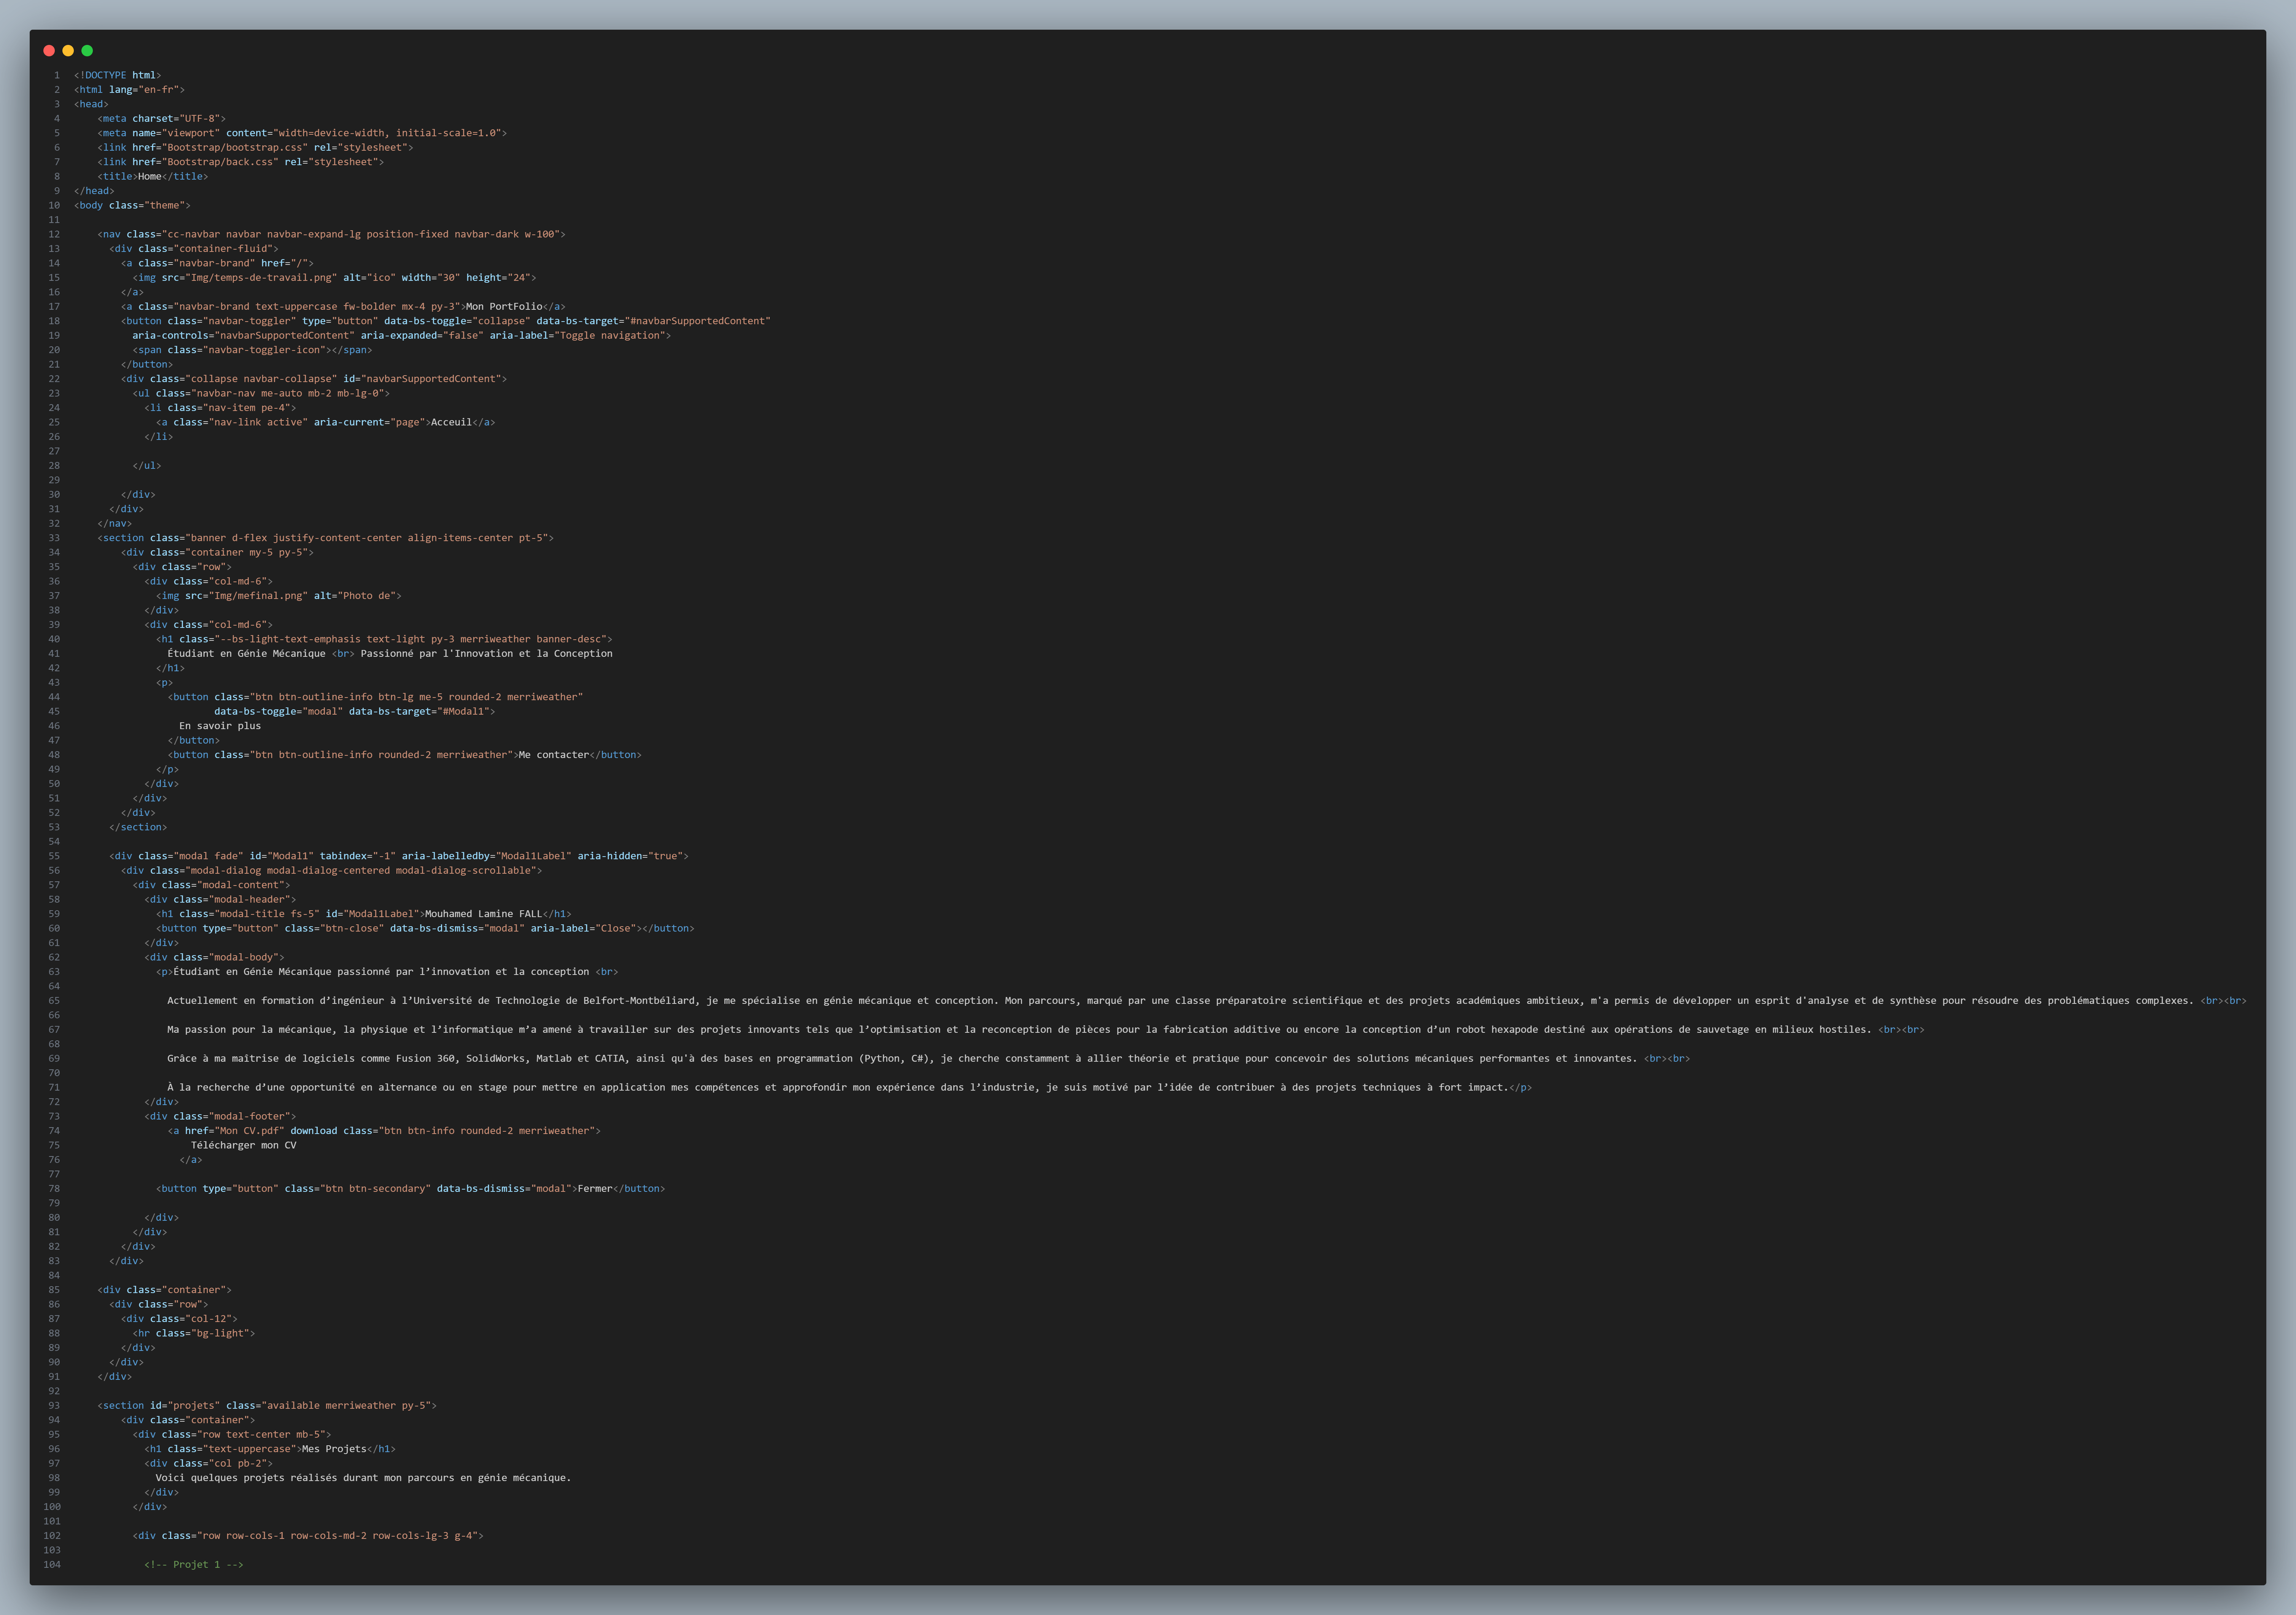 1 <!DOCTYPE html>
2 <html lang="en-fr">
3 <head>
4 <meta charset="UTF-8">
5 <meta name="viewport" content="width=device-width, initial-scale=1.0">
6 <link href="Bootstrap/bootstrap.css" rel="stylesheet">
7 <link href="Bootstrap/back.css" rel="stylesheet">
8 <title>Home</title>
9 </head>
10 <body class="theme">
11
12 <nav class="cc-navbar navbar navbar-expand-lg position-fixed navbar-dark w-100">
13 <div class="container-fluid">
14 <a class="navbar-brand" href="/">
15 <img src="Img/temps-de-travail.png" alt="ico" width="30" height="24">
16 </a>
17 <a class="navbar-brand text-uppercase fw-bolder mx-4 py-3">Mon PortFolio</a>
18 <button class="navbar-toggler" type="button" data-bs-toggle="collapse" data-bs-target="#navbarSupportedContent"
19 aria-controls="navbarSupportedContent" aria-expanded="false" aria-label="Toggle navigation">
20 <span class="navbar-toggler-icon"></span>
21 </button>
22 <div class="collapse navbar-collapse" id="navbarSupportedContent">
23 <ul class="navbar-nav me-auto mb-2 mb-lg-0">
24 <li class="nav-item pe-4">
25 <a class="nav-link active" aria-current="page">Acceuil</a>
26 </li>
27
28 </ul>
29
30 </div>
31 </div>
32 </nav>
33 <section class="banner d-flex justify-content-center align-items-center pt-5">
34 <div class="container my-5 py-5">
35 <div class="row">
36 <div class="col-md-6">
37 <img src="Img/mefinal.png" alt="Photo de">
38 </div>
39 <div class="col-md-6">
40 <h1 class="--bs-light-text-emphasis text-light py-3 merriweather banner-desc">
41 Étudiant en Génie Mécanique <br> Passionné par l'Innovation et la Conception
42 </h1>
43 <p>
44 <button class="btn btn-outline-info btn-lg me-5 rounded-2 merriweather"
45 data-bs-toggle="modal" data-bs-target="#Modal1">
46 En savoir plus
47 </button>
48 <button class="btn btn-outline-info rounded-2 merriweather">Me contacter</button>
49 </p>
50 </div>
51 </div>
52 </div>
53 </section>
54
55 <div class="modal fade" id="Modal1" tabindex="-1" aria-labelledby="Modal1Label" aria-hidden="true">
56 <div class="modal-dialog modal-dialog-centered modal-dialog-scrollable">
57 <div class="modal-content">
58 <div class="modal-header">
59 <h1 class="modal-title fs-5" id="Modal1Label">Mouhamed Lamine FALL</h1>
60 <button type="button" class="btn-close" data-bs-dismiss="modal" aria-label="Close"></button>
61 </div>
62 <div class="modal-body">
63 <p>Étudiant en Génie Mécanique passionné par l’innovation et la conception <br>
64
65 Actuellement en formation d’ingénieur à l’Université de Technologie de Belfort-Montbéliard, je me spécialise en génie mécanique et conception. Mon parcours, marqué par une classe préparatoire scientifique et des projets académiques ambitieux, m'a permis de développer un esprit d'analyse et de synthèse pour résoudre des problématiques complexes. <br><br>
66
67 Ma passion pour la mécanique, la physique et l’informatique m’a amené à travailler sur des projets innovants tels que l’optimisation et la reconception de pièces pour la fabrication additive ou encore la conception d’un robot hexapode destiné aux opérations de sauvetage en milieux hostiles. <br><br>
68
69 Grâce à ma maîtrise de logiciels comme Fusion 360, SolidWorks, Matlab et CATIA, ainsi qu'à des bases en programmation (Python, C#), je cherche constamment à allier théorie et pratique pour concevoir des solutions mécaniques performantes et innovantes. <br><br>
70
71 À la recherche d’une opportunité en alternance ou en stage pour mettre en application mes compétences et approfondir mon expérience dans l’industrie, je suis motivé par l’idée de contribuer à des projets techniques à fort impact.</p>
72 </div>
73 <div class="modal-footer">
74 <a href="Mon CV.pdf" download class="btn btn-info rounded-2 merriweather">
75 Télécharger mon CV
76 </a>
77
78 <button type="button" class="btn btn-secondary" data-bs-dismiss="modal">Fermer</button>
79
80 </div>
81 </div>
82 </div>
83 </div>
84
85 <div class="container">
86 <div class="row">
87 <div class="col-12">
88 <hr class="bg-light">
89 </div>
90 </div>
91 </div>
92
93 <section id="projets" class="available merriweather py-5">
94 <div class="container">
95 <div class="row text-center mb-5">
96 <h1 class="text-uppercase">Mes Projets</h1>
97 <div class="col pb-2">
98 Voici quelques projets réalisés durant mon parcours en génie mécanique.
99 </div>
100 </div>
101
102 <div class="row row-cols-1 row-cols-md-2 row-cols-lg-3 g-4">
103
104 <!-- Projet 1 -->